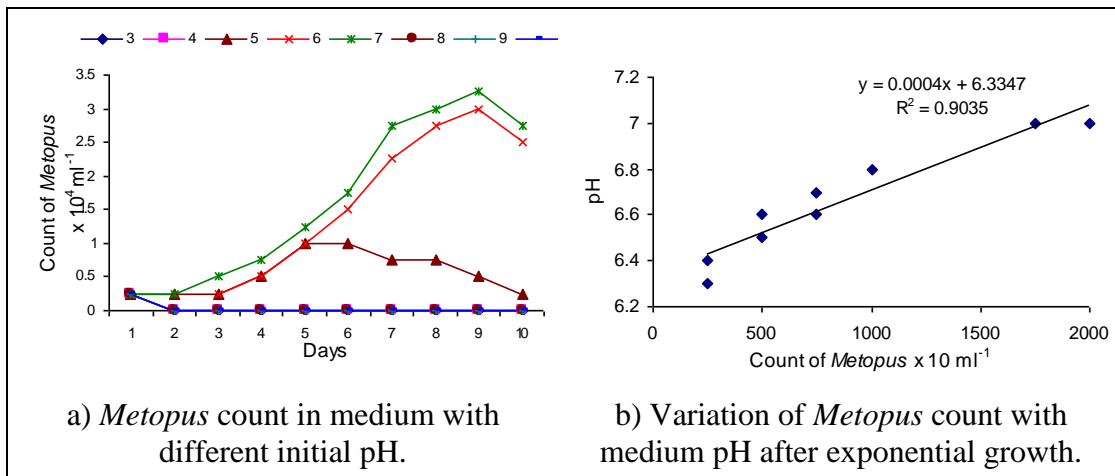 3 4 5 6 7 8 9
3.5
3
2.5
2
1.5
1
0.5
0
Count of Metopus
x 10⁴ ml⁻¹
1 2 3 4 5 6 7 8 9 10
Days
a) Metopus count in medium with
different initial pH.
7.2
7
6.8
6.6
6.4
6.2
pH
y = 0.0004x + 6.3347
R² = 0.9035
0 500 1000 1500 2000
Count of Metopus x 10 ml⁻¹
b) Variation of Metopus count with
medium pH after exponential growth.